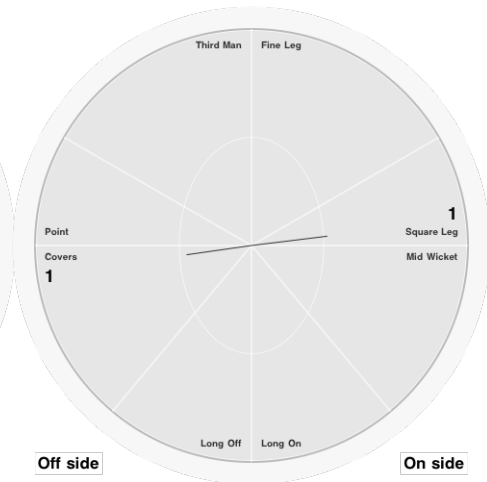 Third Man
Fine Leg
1
Point
Square Leg
Covers
Mid Wicket
1
Long Off
Long On
Off side
On side